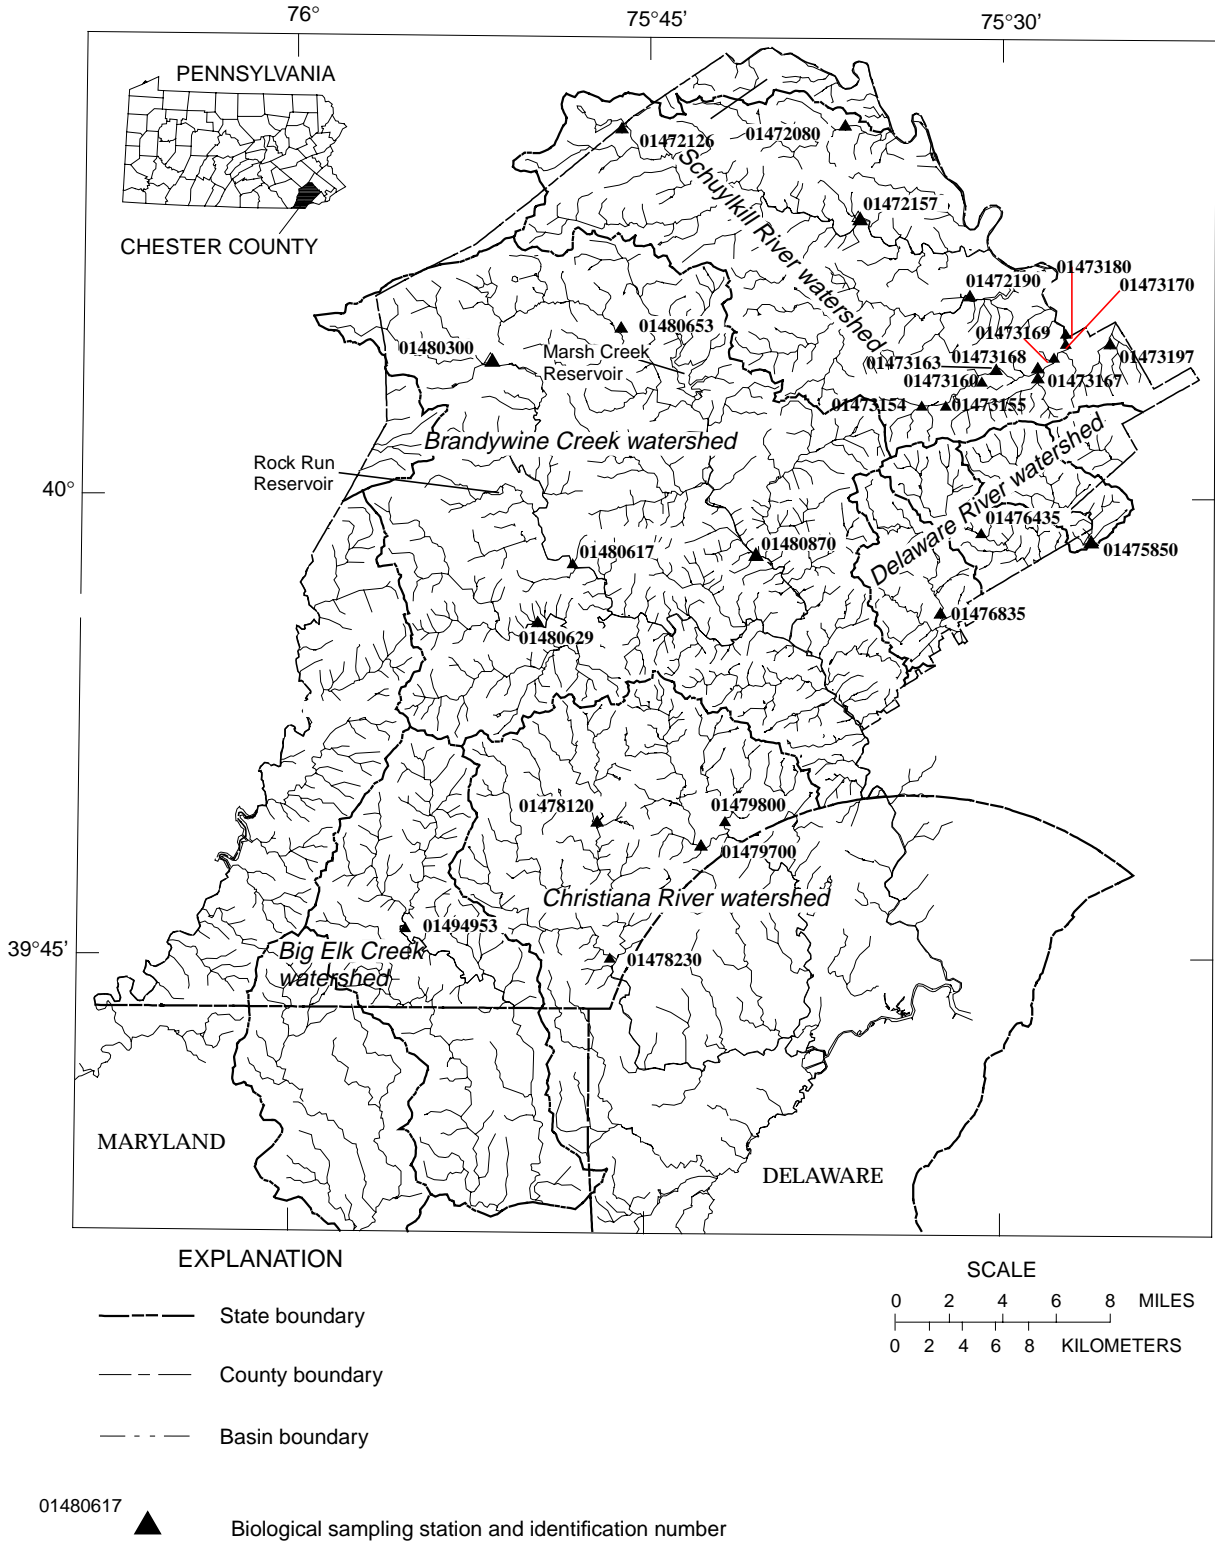 76°
75°45'
75°30'
PENNSYLVANIA
CHESTER COUNTY
01472126
01472080
Schuylkill River watershed
01472157
01473180
01472190
01473170
01480653
01473169
01480300
Marsh Creek
Reservoir
01473163
01473168
01473197
01473160
01473167
01473154
01473155
Brandywine Creek watershed
Rock Run
Reservoir
Delaware River watershed
40°
01476435
01480617
01480870
01475850
01476835
01480629
01478120
01479800
01479700
Christiana River watershed
01494953
39°45'
Big Elk Creek
watershed
01478230
MARYLAND
DELAWARE
EXPLANATION
State boundary
County boundary
Basin boundary
01480617
Biological sampling station and identification number
SCALE
0 2 4 6 8 MILES
0 2 4 6 8 KILOMETERS